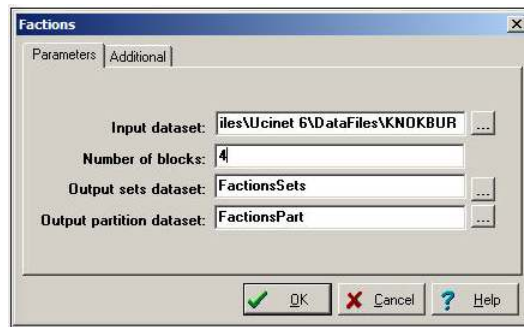 Factions
Parameters Additional
Input dataset: iles\Ucinet 6\DataFiles\KNOKBUR ...
Number of blocks: 4
Output sets dataset: FactionsSets ...
Output partition dataset: FactionsPart ...
OK Cancel ? Help